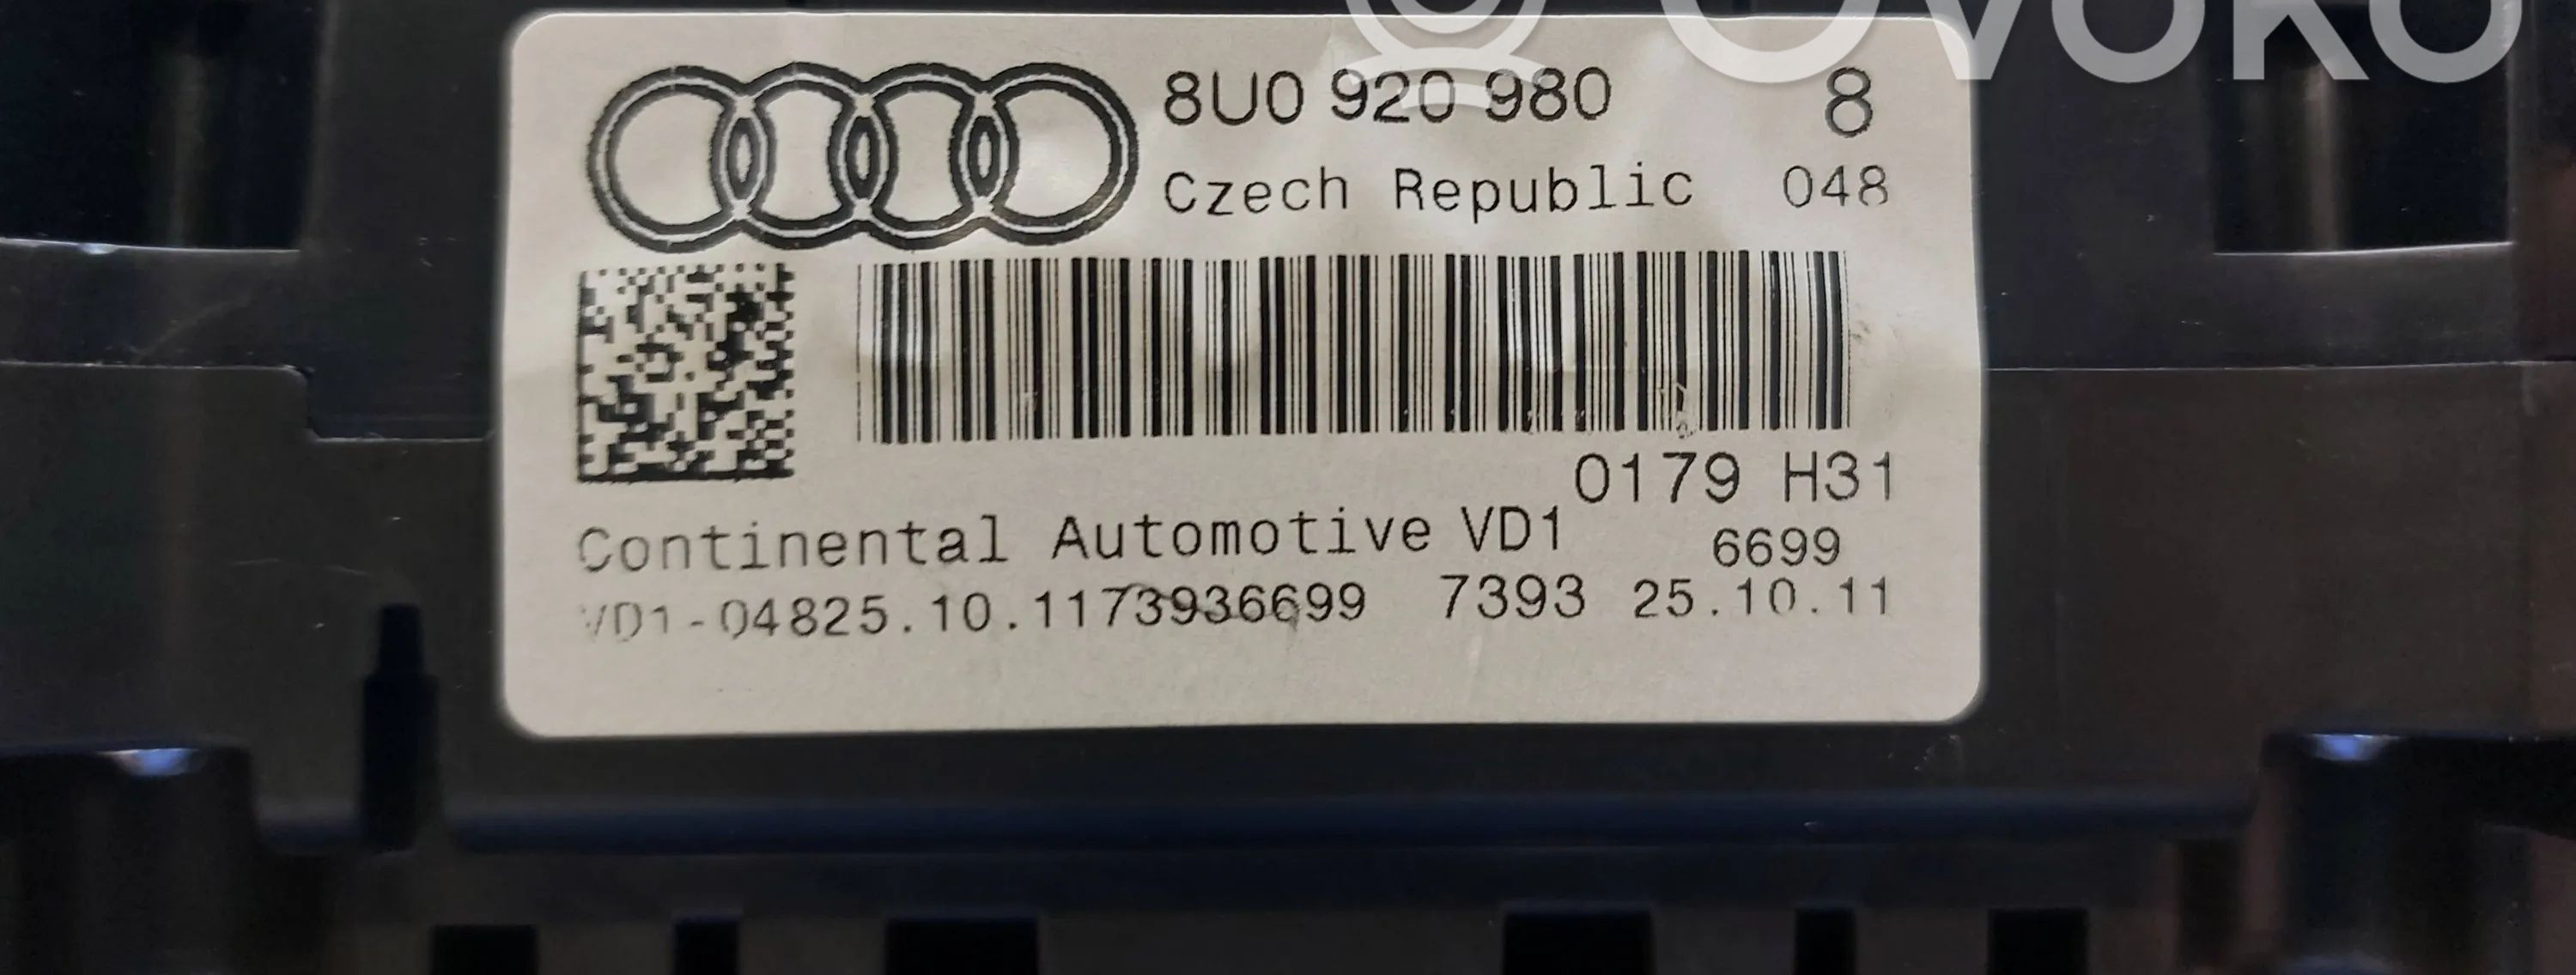 OVOKO
8U0 920 980 8
Czech Republic 048
0179 H31
Continental Automotive VD1 6699
VD1-04825.10.1173936699 7393 25.10.11